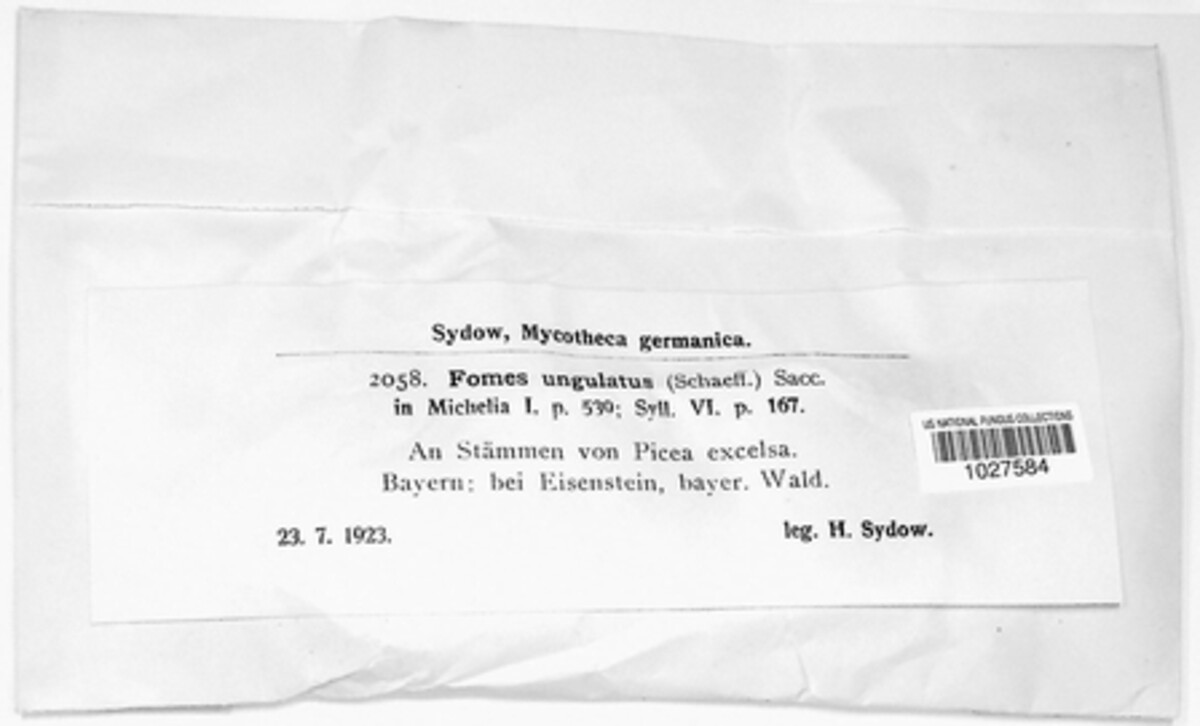 Sydow, Mycotheca germanica.
2058. Fomes ungulatus (Schaeff.) Sacc.
in Michelia I. p. 539; Syll. VI. p. 167.
An Stämmen von Picea excelsa.
Bayern: bei Eisenstein, bayer. Wald.
23. 7. 1923. leg. H. Sydow.
US NATIONAL FUNGUS COLLECTIONS
1027584